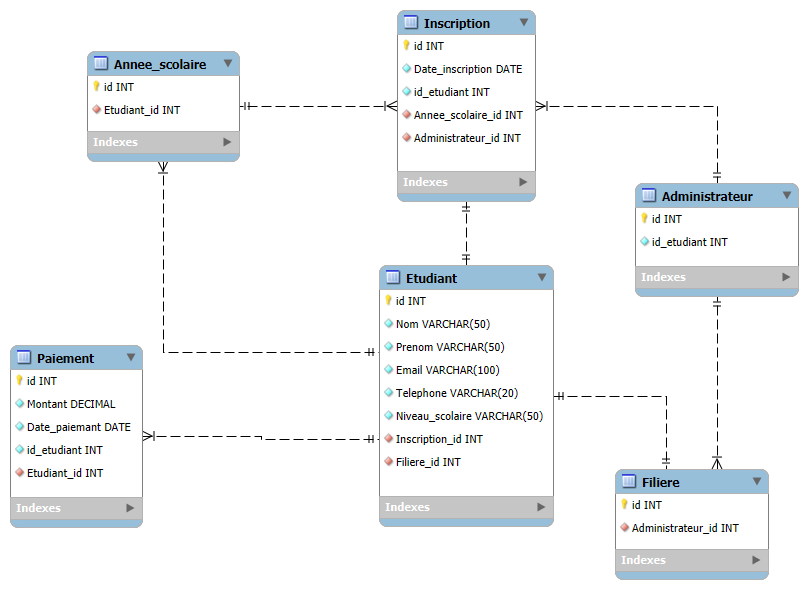 Annee_scolaire
id INT
Etudiant_id INT
Indexes
Inscription
id INT
Date_inscription DATE
id_etudiant INT
Annee_scolaire_id INT
Administrateur_id INT
Indexes
Administrateur
id INT
id_etudiant INT
Indexes
Etudiant
id INT
Nom VARCHAR(50)
Prenom VARCHAR(50)
Email VARCHAR(100)
Telephone VARCHAR(20)
Niveau_scolaire VARCHAR(50)
Inscription_id INT
Filiere_id INT
Indexes
Paiement
id INT
Montant DECIMAL
Date_paiemant DATE
id_etudiant INT
Etudiant_id INT
Indexes
Filiere
id INT
Administrateur_id INT
Indexes